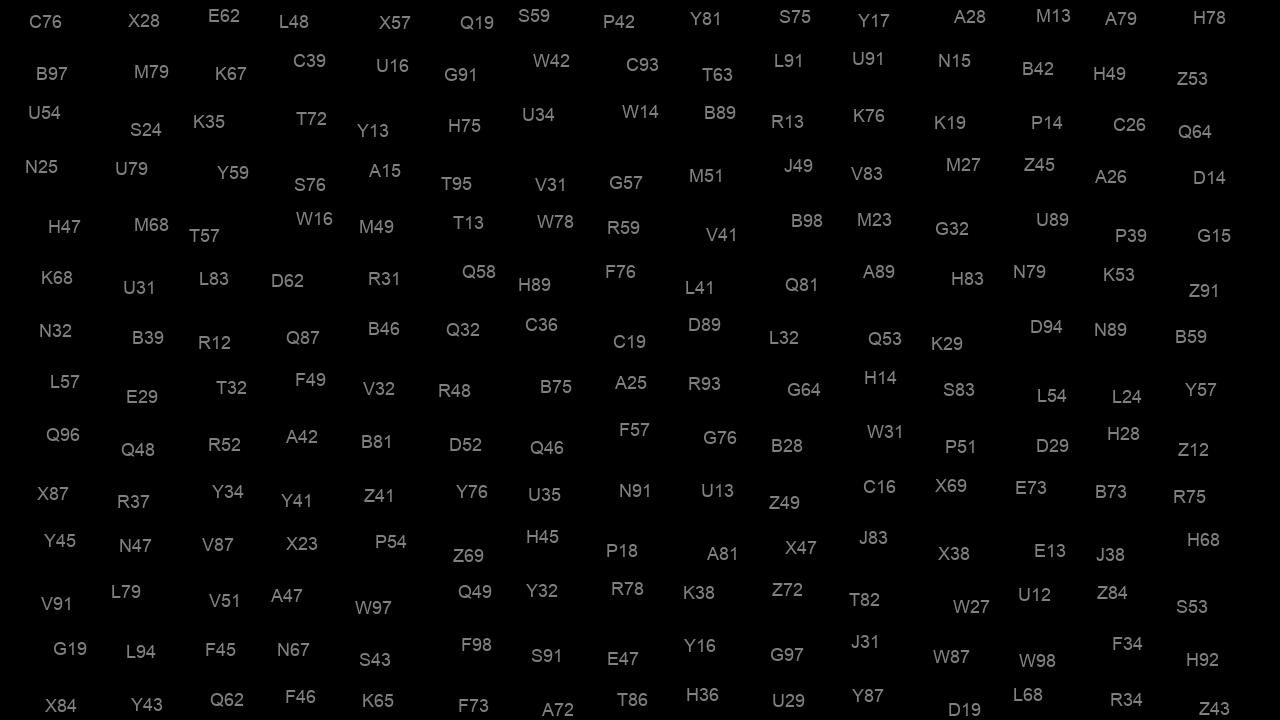 C76 X28 E62 L48 X57 Q19 S59 P42 Y81 S75 Y17 A28 M13 A79 H78
B97 M79 K67 C39 U16 G91 W42 C93 T63 L91 U91 N15 B42 H49 Z53
U54 S24 K35 T72 Y13 H75 U34 W14 B89 R13 K76 K19 P14 C26 Q64
N25 U79 Y59 S76 A15 T95 V31 G57 M51 J49 V83 M27 Z45 A26 D14
H47 M68 T57 W16 M49 T13 W78 R59 V41 B98 M23 G32 U89 P39 G15
K68 U31 L83 D62 R31 Q58 H89 F76 L41 Q81 A89 H83 N79 K53 Z91
N32 B39 R12 Q87 B46 Q32 C36 C19 D89 L32 Q53 K29 D94 N89 B59
L57 E29 T32 F49 V32 R48 B75 A25 R93 G64 H14 S83 L54 L24 Y57
Q96 Q48 R52 A42 B81 D52 Q46 F57 G76 B28 W31 P51 D29 H28 Z12
X87 R37 Y34 Y41 Z41 Y76 U35 N91 U13 Z49 C16 X69 E73 B73 R75
Y45 N47 V87 X23 P54 Z69 H45 P18 A81 X47 J83 X38 E13 J38 H68
V91 L79 V51 A47 W97 Q49 Y32 R78 K38 Z72 T82 W27 U12 Z84 S53
G19 L94 F45 N67 S43 F98 S91 E47 Y16 G97 J31 W87 W98 F34 H92
X84 Y43 Q62 F46 K65 F73 A72 T86 H36 U29 Y87 D19 L68 R34 Z43